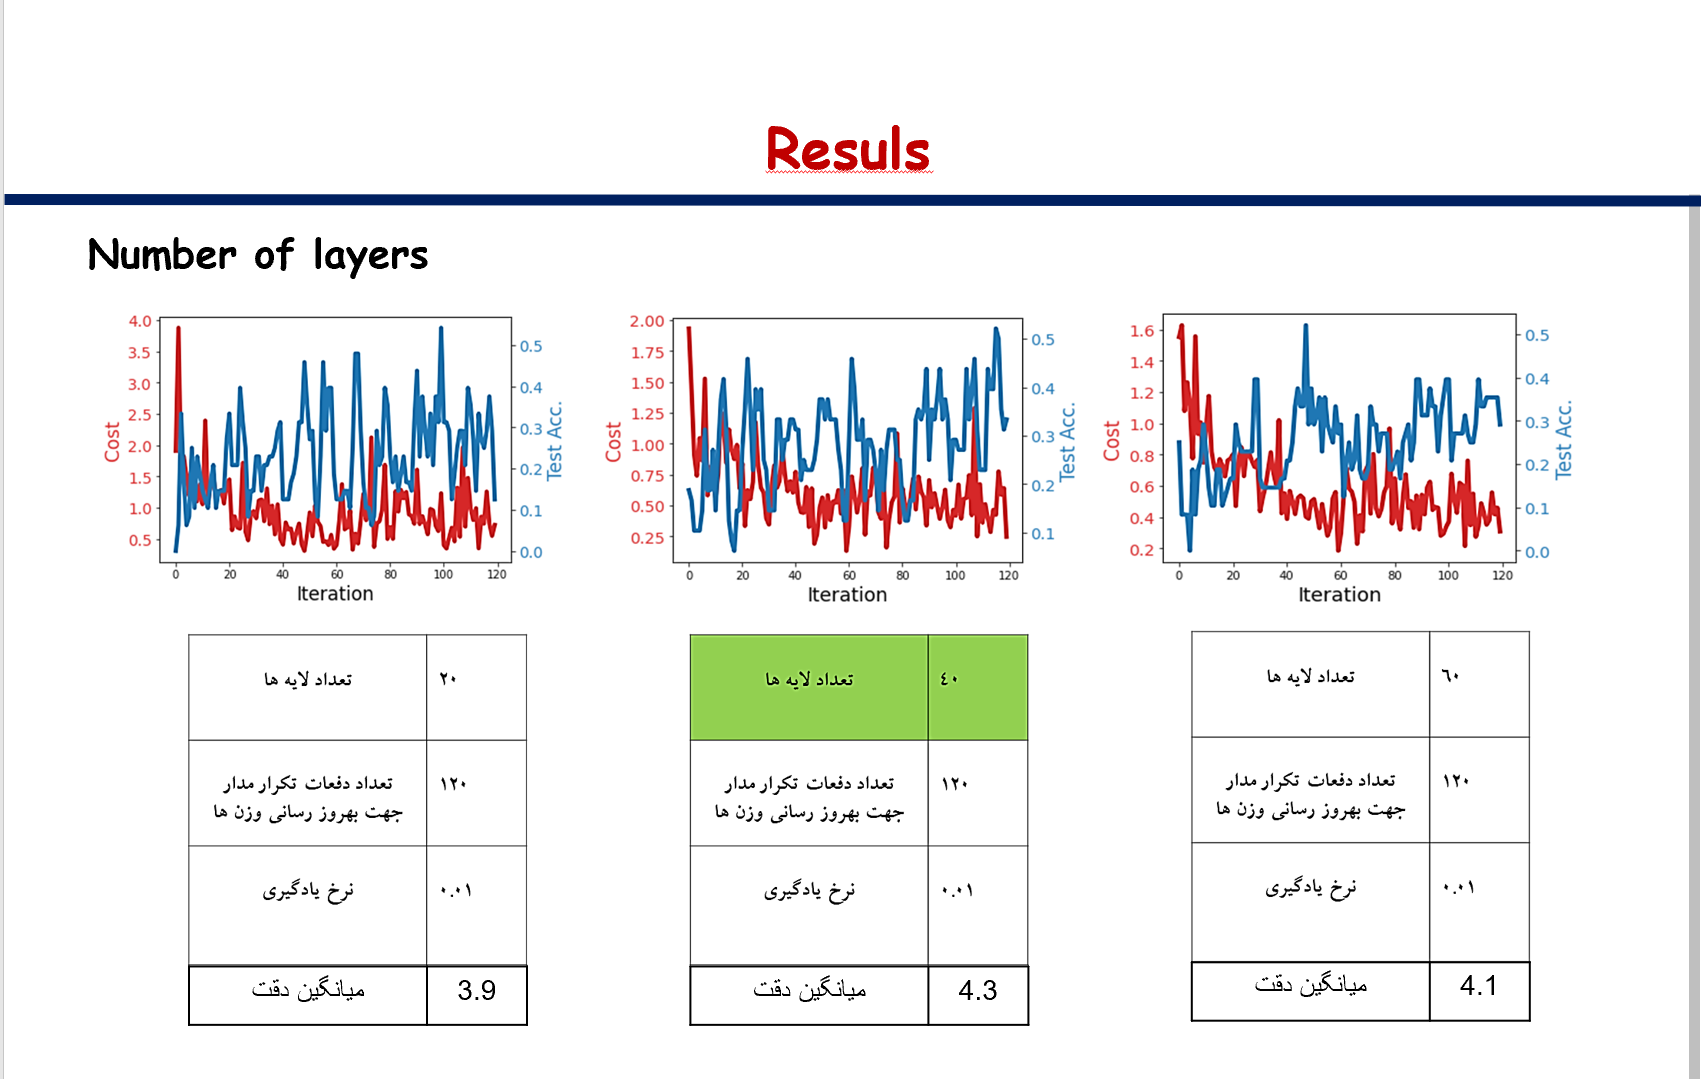 Resuls
Number of layers
4.0
3.5
3.0
2.5
2.0
1.5
1.0
0.5
Cost
0.5
0.4
0.3
0.2
0.1
0.0
Test Acc.
0 20 40 60 80 100 120
Iteration
2.00
1.75
1.50
1.25
1.00
0.75
0.50
0.25
Cost
0.5
0.4
0.3
0.2
0.1
Test Acc.
0 20 40 60 80 100 120
Iteration
1.6
1.4
1.2
1.0
0.8
0.6
0.4
0.2
Cost
0.5
0.4
0.3
0.2
0.1
0.0
Test Acc.
0 20 40 60 80 100 120
Iteration
تعداد لایه ها ۲۰
تعداد دفعات تکرار مدار ۱۲۰
جهت بهروز رسانی وزن ها
نرخ یادگیری ۰.۰۱
میانگین دقت 3.9
تعداد لایه ها ٤۰
تعداد دفعات تکرار مدار ۱۲۰
جهت بهروز رسانی وزن ها
نرخ یادگیری ۰.۰۱
میانگین دقت 4.3
تعداد لایه ها ٦۰
تعداد دفعات تکرار مدار ۱۲۰
جهت بهروز رسانی وزن ها
نرخ یادگیری ۰.۰۱
میانگین دقت 4.1